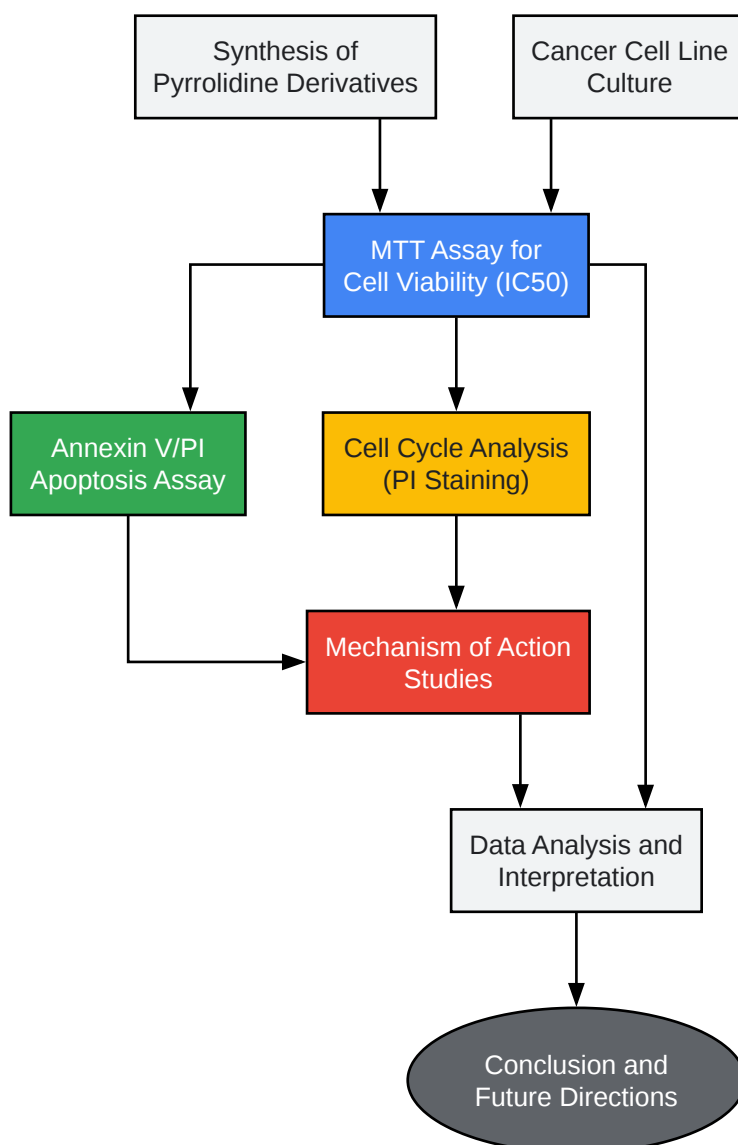 Synthesis of
Pyrrolidine Derivatives
Cancer Cell Line
Culture
MTT Assay for
Cell Viability (IC50)
Annexin V/PI
Apoptosis Assay
Cell Cycle Analysis
(PI Staining)
Mechanism of Action
Studies
Data Analysis and
Interpretation
Conclusion and
Future Directions